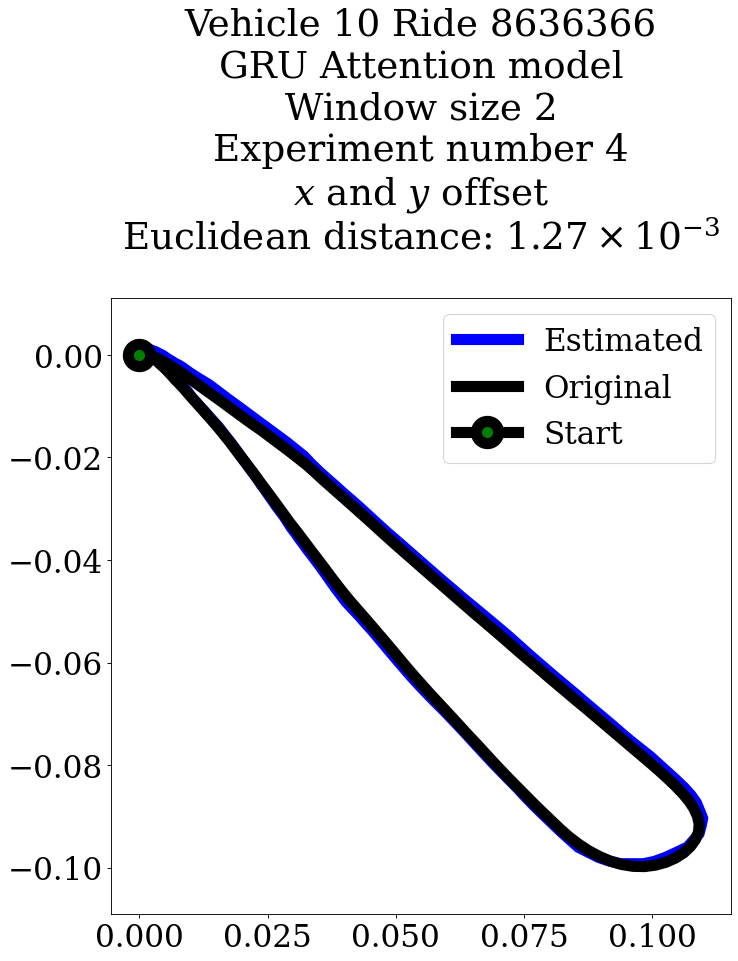 Vehicle 10 Ride 8636366
GRU Attention model
Window size 2
Experiment number 4
x and y offset
Euclidean distance: 1.27 × 10⁻³
Estimated
Original
Start
0.00
−0.02
−0.04
−0.06
−0.08
−0.10
0.000 0.025 0.050 0.075 0.100